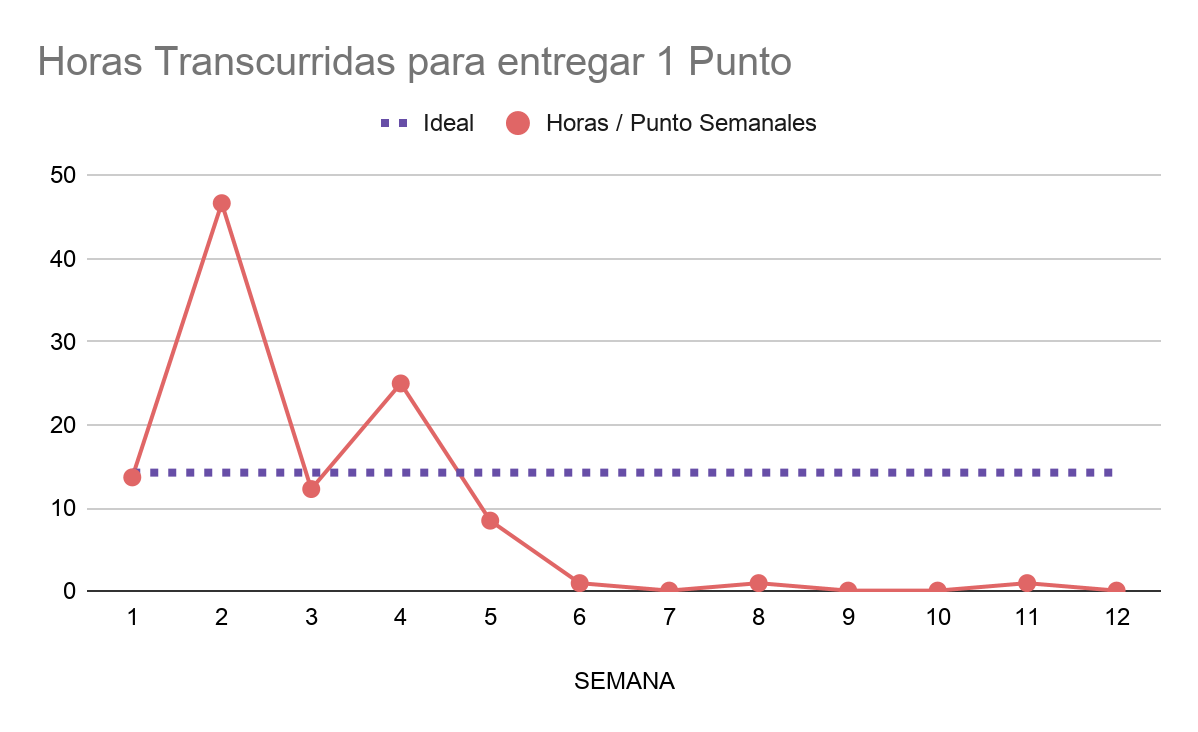 Horas Transcurridas para entregar 1 Punto
Ideal Horas / Punto Semanales
50
40
30
20
10
0
1 2 3 4 5 6 7 8 9 10 11 12
SEMANA